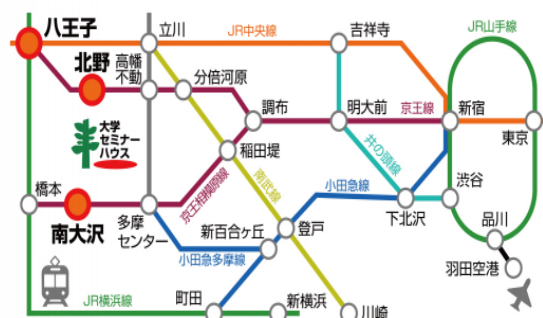 八王子
立川
JR中央線
吉祥寺
JR山手線
北野
高幡
不動
分倍河原
調布
明大前
京王線
新宿
東京
大学
セミナー
ハウス
稲田堤
井の頭線
橋本
京王相模原線
南武線
小田急線
渋谷
南大沢
多摩
センター
新百合ヶ丘
登戸
下北沢
品川
小田急多摩線
羽田空港
町田
新横浜
JR横浜線
川崎